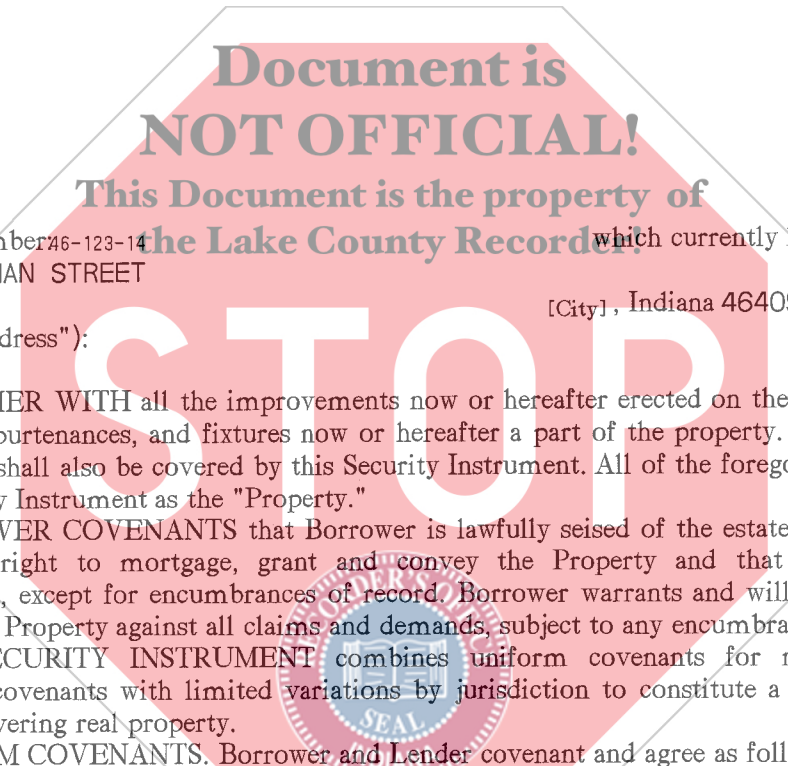 Document is
NOT OFFICIAL!
This Document is the property of
the Lake County Recorder!
46-123-14 which currently
STREET
[City], Indiana
WITH all the improvements now or hereafter erected on the
and fixtures now or hereafter a part of the property.
shall also be covered by this Security Instrument. All of the
Instrument as the "Property."
COVENANTS that Borrower is lawfully seised of the estate
right to mortgage, grant and convey the Property and that
, except for encumbrances of record. Borrower warrants and will
Property against all claims and demands, subject to any
INSTRUMENT combines uniform covenants for
covenants with limited variations by jurisdiction to constitute a
real property.
COVENANTS. Borrower and Lender covenant and agree as
STOP
SEAL